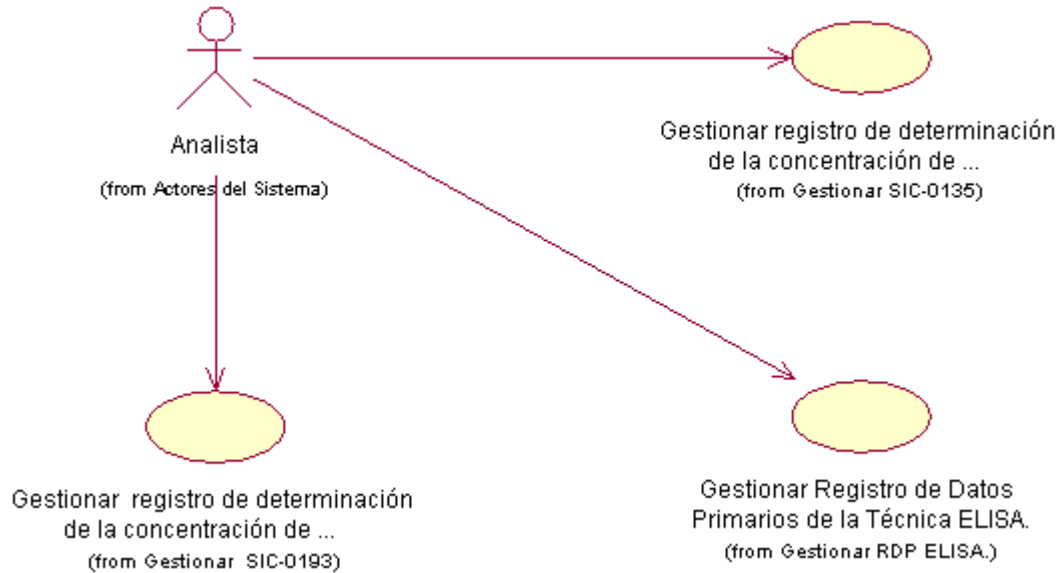 Analista
(from Actores del Sistema)
Gestionar registro de determinación
de la concentración de ...
(from Gestionar SIC-0135)
Gestionar registro de determinación
de la concentración de ...
(from Gestionar SIC-0193)
Gestionar Registro de Datos
Primarios de la Técnica ELISA.
(from Gestionar RDP ELISA.)